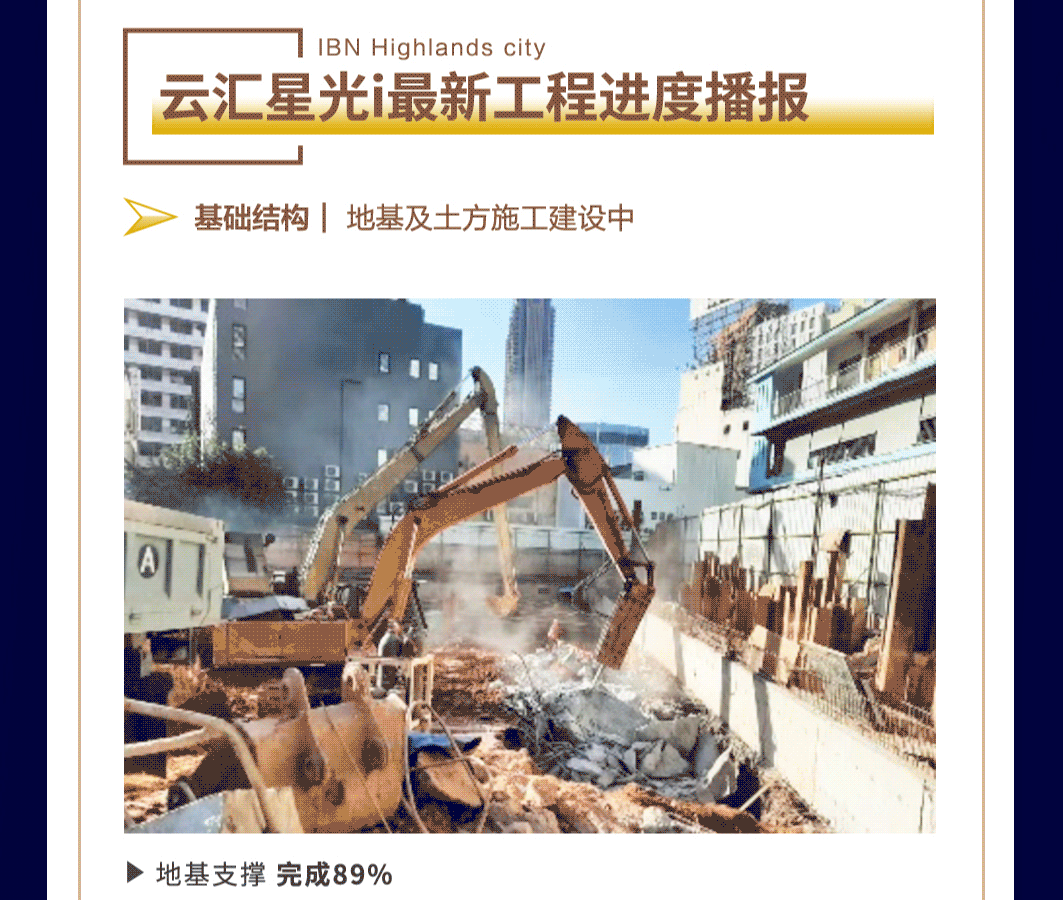 IBN Highlands city
云汇星光i最新工程进度播报
基础结构 | 地基及土方施工建设中
A
地基支撑 完成89%